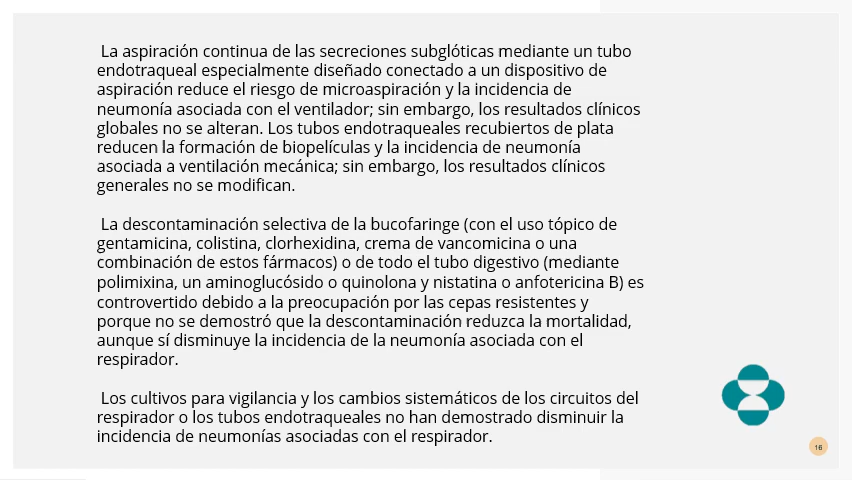 La aspiración continua de las secreciones subglóticas mediante un tubo
endotraqueal especialmente diseñado conectado a un dispositivo de
aspiración reduce el riesgo de microaspiración y la incidencia de
neumonía asociada con el ventilador; sin embargo, los resultados clínicos
globales no se alteran. Los tubos endotraqueales recubiertos de plata
reducen la formación de biopelículas y la incidencia de neumonía
asociada a ventilación mecánica; sin embargo, los resultados clínicos
generales no se modifican.
La descontaminación selectiva de la bucofaringe (con el uso tópico de
gentamicina, colistina, clorhexidina, crema de vancomicina o una
combinación de estos fármacos) o de todo el tubo digestivo (mediante
polimixina, un aminoglucósido o quinolona y nistatina o anfotericina B) es
controvertido debido a la preocupación por las cepas resistentes y
porque no se demostró que la descontaminación reduzca la mortalidad,
aunque sí disminuye la incidencia de la neumonía asociada con el
respirador.
Los cultivos para vigilancia y los cambios sistemáticos de los circuitos del
respirador o los tubos endotraqueales no han demostrado disminuir la
incidencia de neumonías asociadas con el respirador.
16